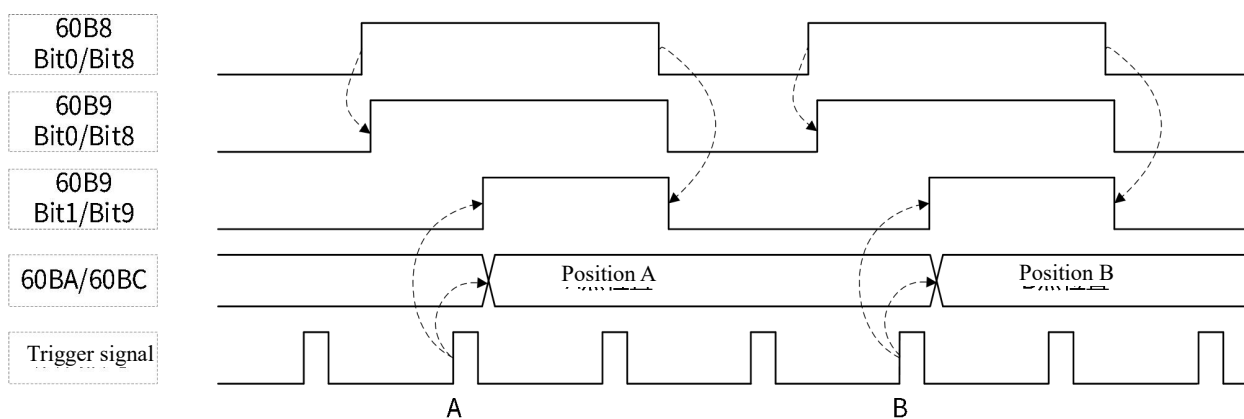 60B8
Bit0/Bit8
60B9
Bit0/Bit8
60B9
Bit1/Bit9
60BA/60BC
Position A
Position B
Trigger signal
A
B